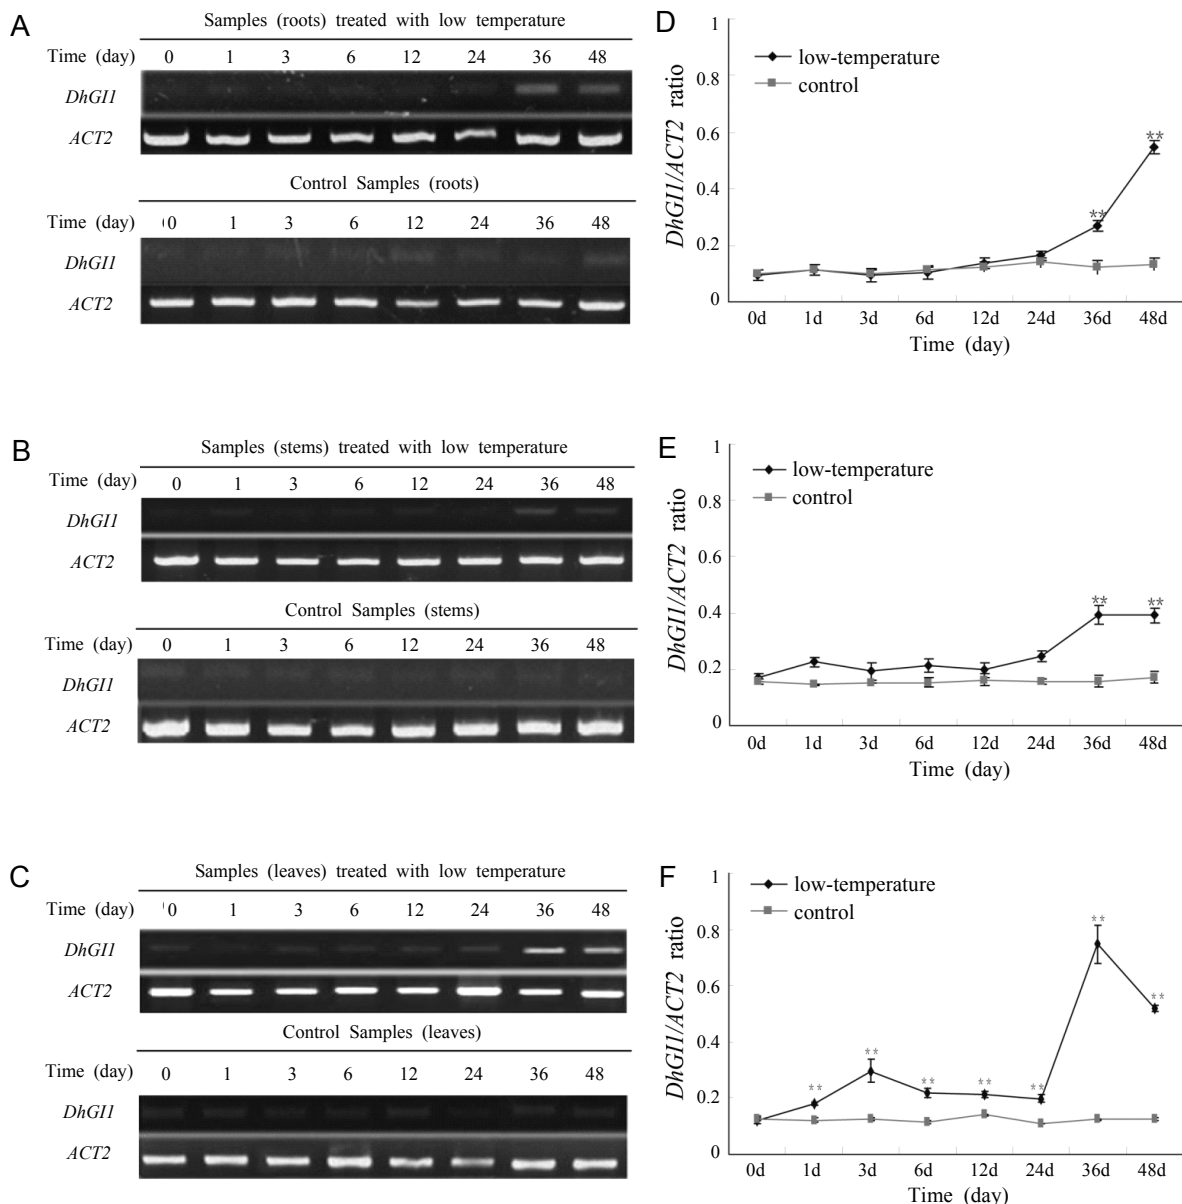 A
Samples (roots) treated with low temperature
Time (day) 0 1 3 6 12 24 36 48
DhGI1
ACT2
Control Samples (roots)
Time (day) 0 1 3 6 12 24 36 48
DhGI1
ACT2
D
1
0.8
0.6
0.4
0.2
0
DhGI1/ACT2 ratio
low-temperature
control
**
**
0d 1d 3d 6d 12d 24d 36d 48d
Time (day)
B
Samples (stems) treated with low temperature
Time (day) 0 1 3 6 12 24 36 48
DhGI1
ACT2
Control Samples (stems)
Time (day) 0 1 3 6 12 24 36 48
DhGI1
ACT2
E
1
0.8
0.6
0.4
0.2
0
DhGI1/ACT2 ratio
low-temperature
control
** **
0d 1d 3d 6d 12d 24d 36d 48d
Time (day)
C
Samples (leaves) treated with low temperature
Time (day) 0 1 3 6 12 24 36 48
DhGI1
ACT2
Control Samples (leaves)
Time (day) 0 1 3 6 12 24 36 48
DhGI1
ACT2
F
1
0.8
0.6
0.4
0.2
0
DhGI1/ACT2 ratio
low-temperature
control
** ** ** ** ** ** **
0d 1d 3d 6d 12d 24d 36d 48d
Time (day)